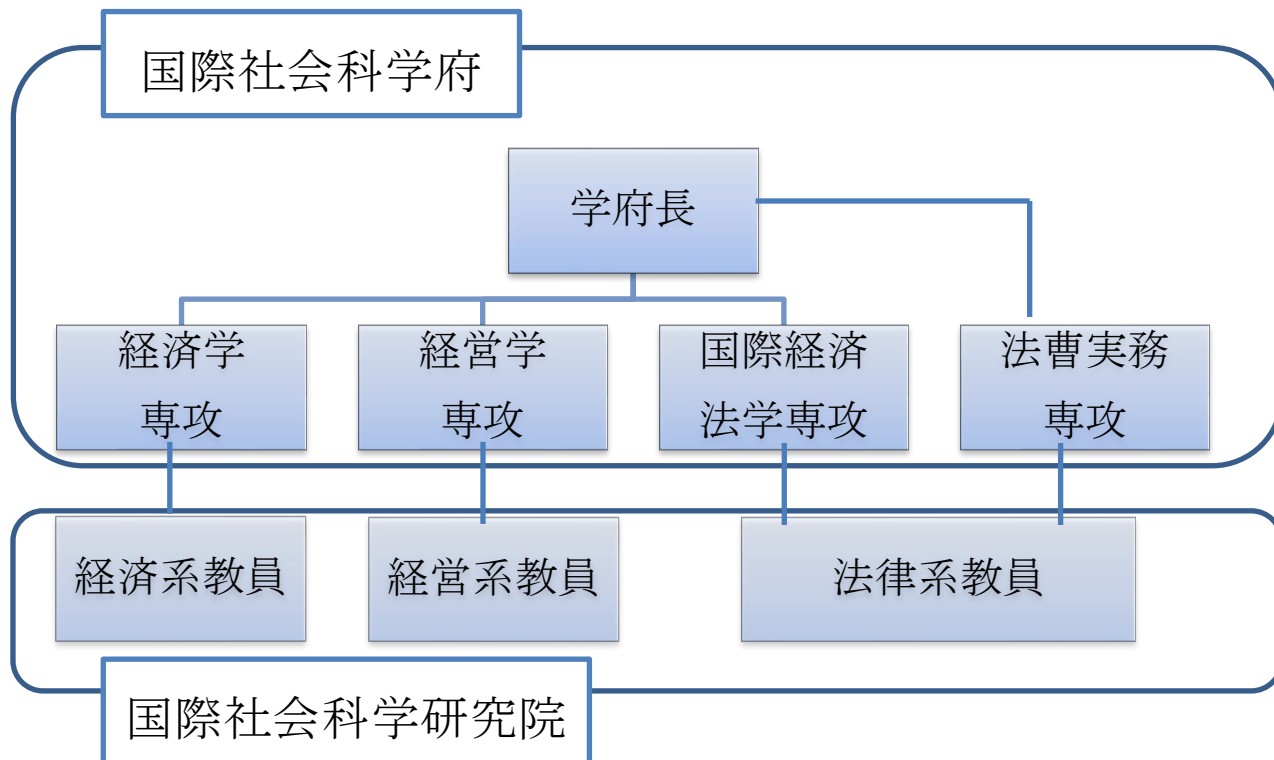 国際社会科学府
学府長
経済学
専攻
経営学
専攻
国際経済
法学専攻
法曹実務
専攻
経済系教員
経営系教員
法律系教員
国際社会科学研究院